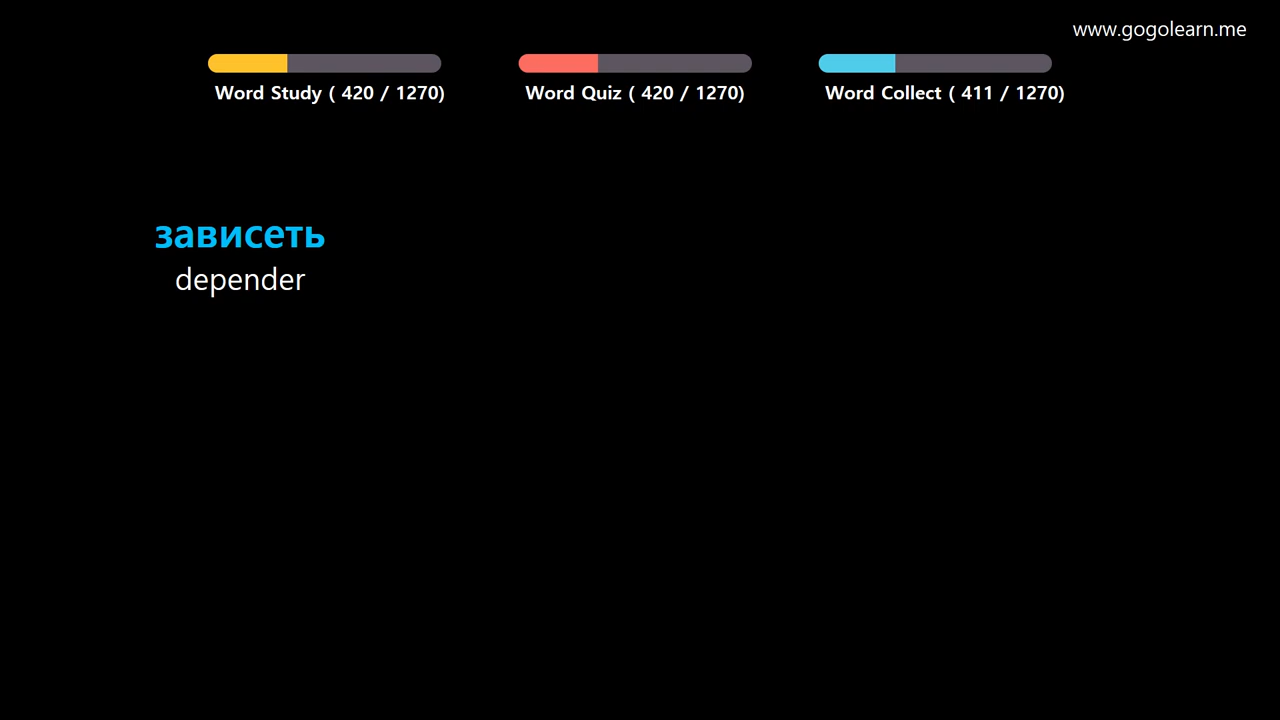 www.gogolearn.me
Word Study ( 420 / 1270)
Word Quiz ( 420 / 1270)
Word Collect ( 411 / 1270)
зависеть
depender